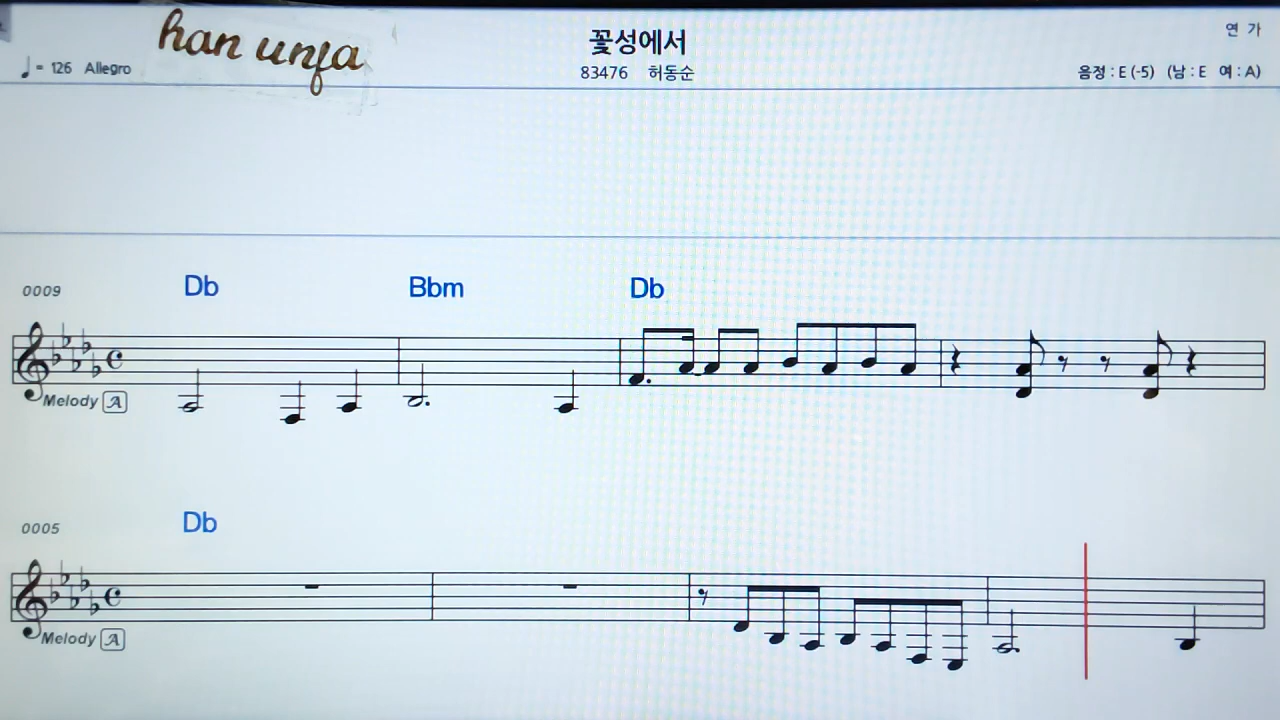 han unfa
꽃성에서
연 가
♩= 126 Allegro
83476 허동순
음정 : E (-5) (남 : E 여 : A)
0009
Db Bbm Db
Melody A
0005
Db
Melody A